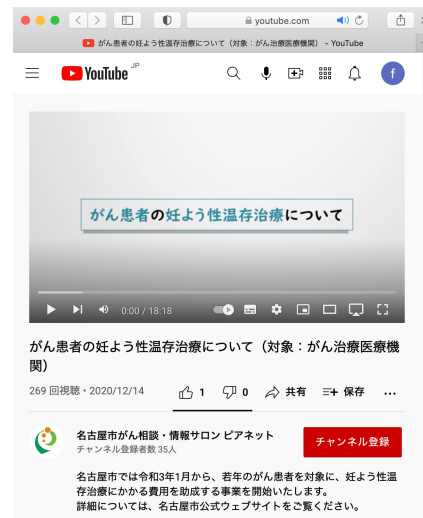 youtube.com
がん患者の妊よう性温存治療について（対象：がん治療医療機関） - YouTube
YouTube JP
f
がん患者の妊よう性温存治療について
0:00 / 18:18
がん患者の妊よう性温存治療について（対象：がん治療医療機
関）
269 回視聴・2020/12/14 1 0 共有 保存 ...
名古屋市がん相談・情報サロン ピアネット
チャンネル登録者数 35人
チャンネル登録
名古屋市では令和3年1月から、若年のがん患者を対象に、妊よう性温
存治療にかかる費用を助成する事業を開始いたします。
詳細については、名古屋市公式ウェブサイトをご覧ください。